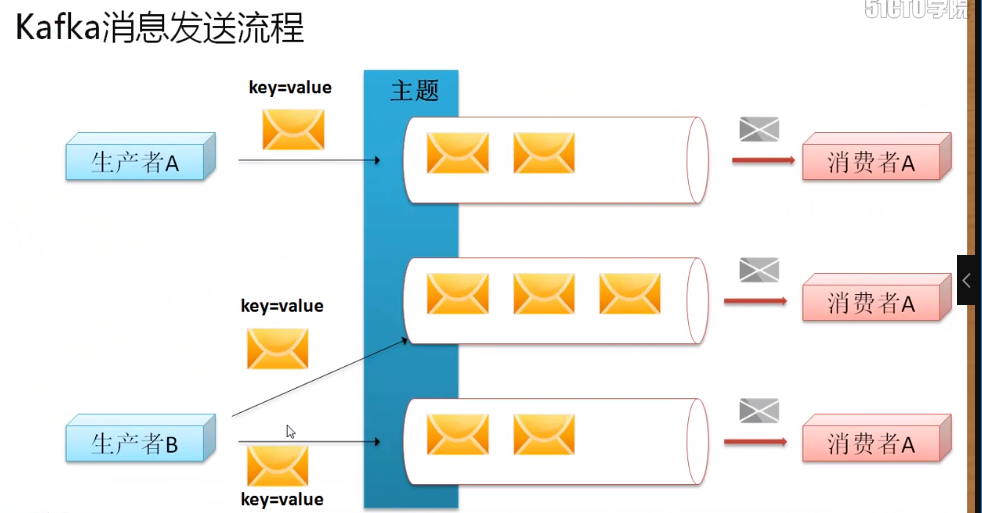 51CTO学院
Kafka消息发送流程
key=value
主题
生产者A
消费者A
key=value
消费者A
生产者B
消费者A
key=value